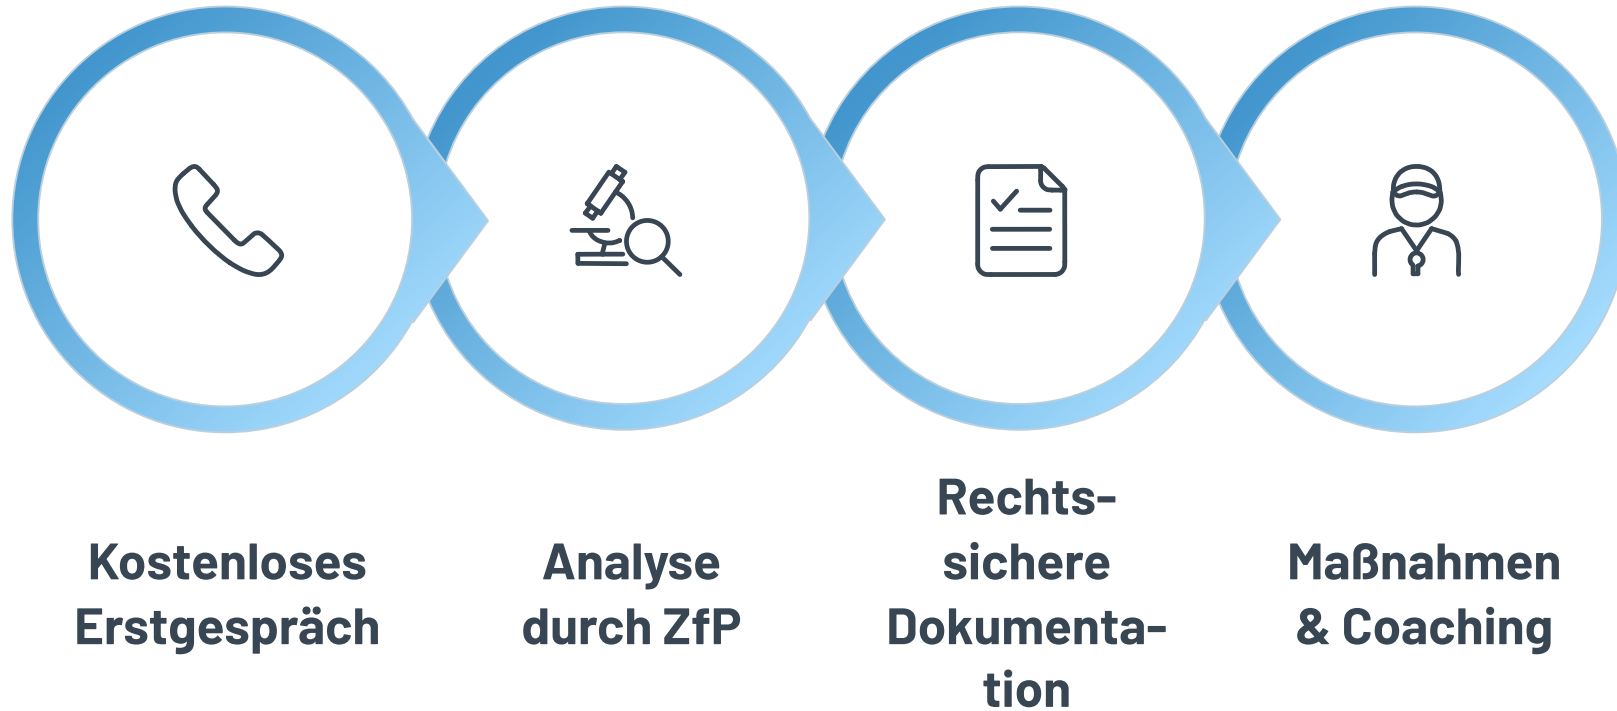 Kostenloses
Erstgespräch
Analyse
durch ZfP
Rechts-
sichere
Dokumenta-
tion
Maßnahmen
& Coaching